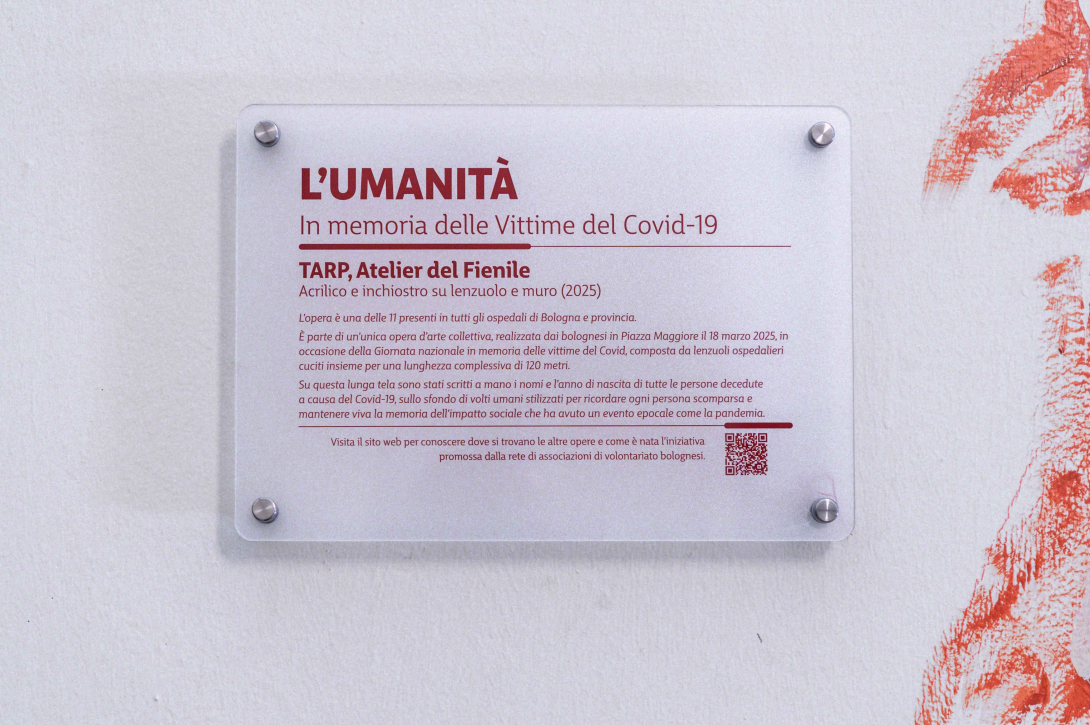 L'UMANITÀ
In memoria delle Vittime del Covid-19
TARP, Atelier del Fienile
Acrilico e inchiostro su lenzuolo e muro (2025)
L'opera è una delle 11 presenti in tutti gli ospedali di Bologna e provincia.
È parte di un'unica opera d'arte collettiva, realizzata dai bolognesi in Piazza Maggiore il 18 marzo 2025, in
occasione della Giornata nazionale in memoria delle vittime del Covid, composta da lenzuoli ospedalieri
cuciti insieme per una lunghezza complessiva di 120 metri.
Su questa lunga tela sono stati scritti a mano i nomi e l'anno di nascita di tutte le persone decedute
a causa del Covid-19, sullo sfondo di volti umani stilizzati per ricordare ogni persona scomparsa e
mantenere viva la memoria dell'impatto sociale che ha avuto un evento epocale come la pandemia.
Visita il sito web per conoscere dove si trovano le altre opere e come è nata l'iniziativa
promossa dalla rete di associazioni di volontariato bolognesi.